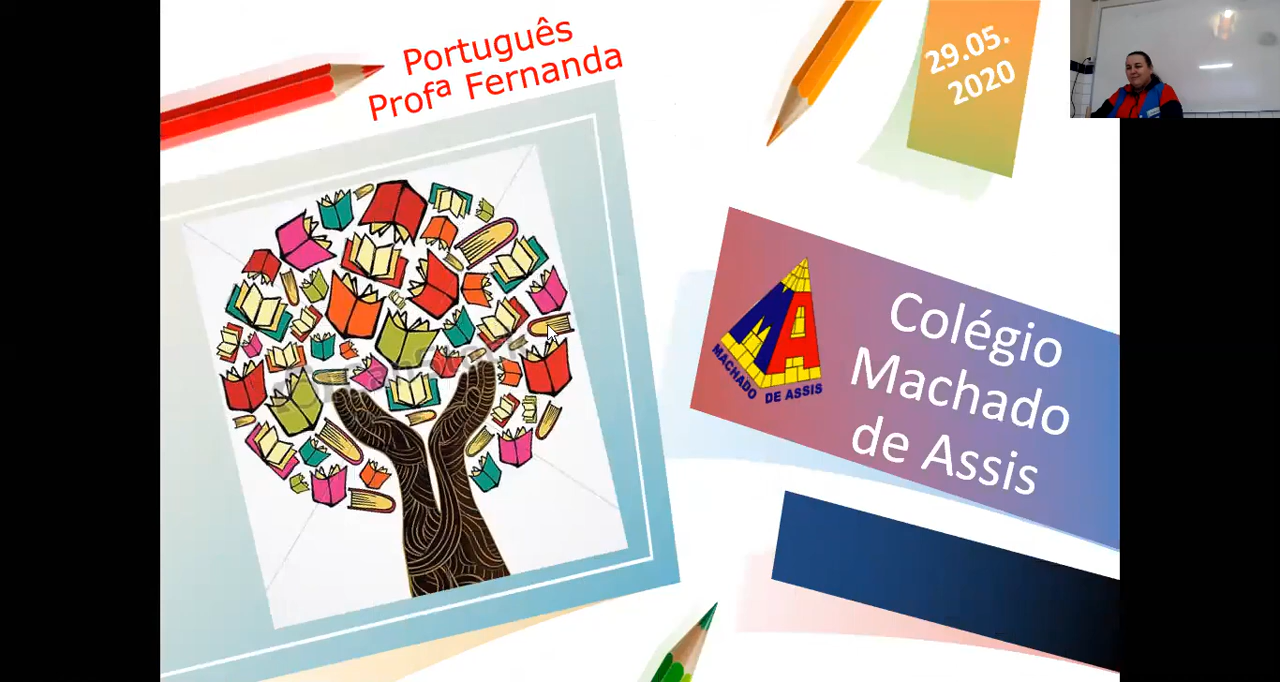 Português
Profª Fernanda
29.05.
2020
MACHADO DE ASSIS
Colégio
Machado
de Assis